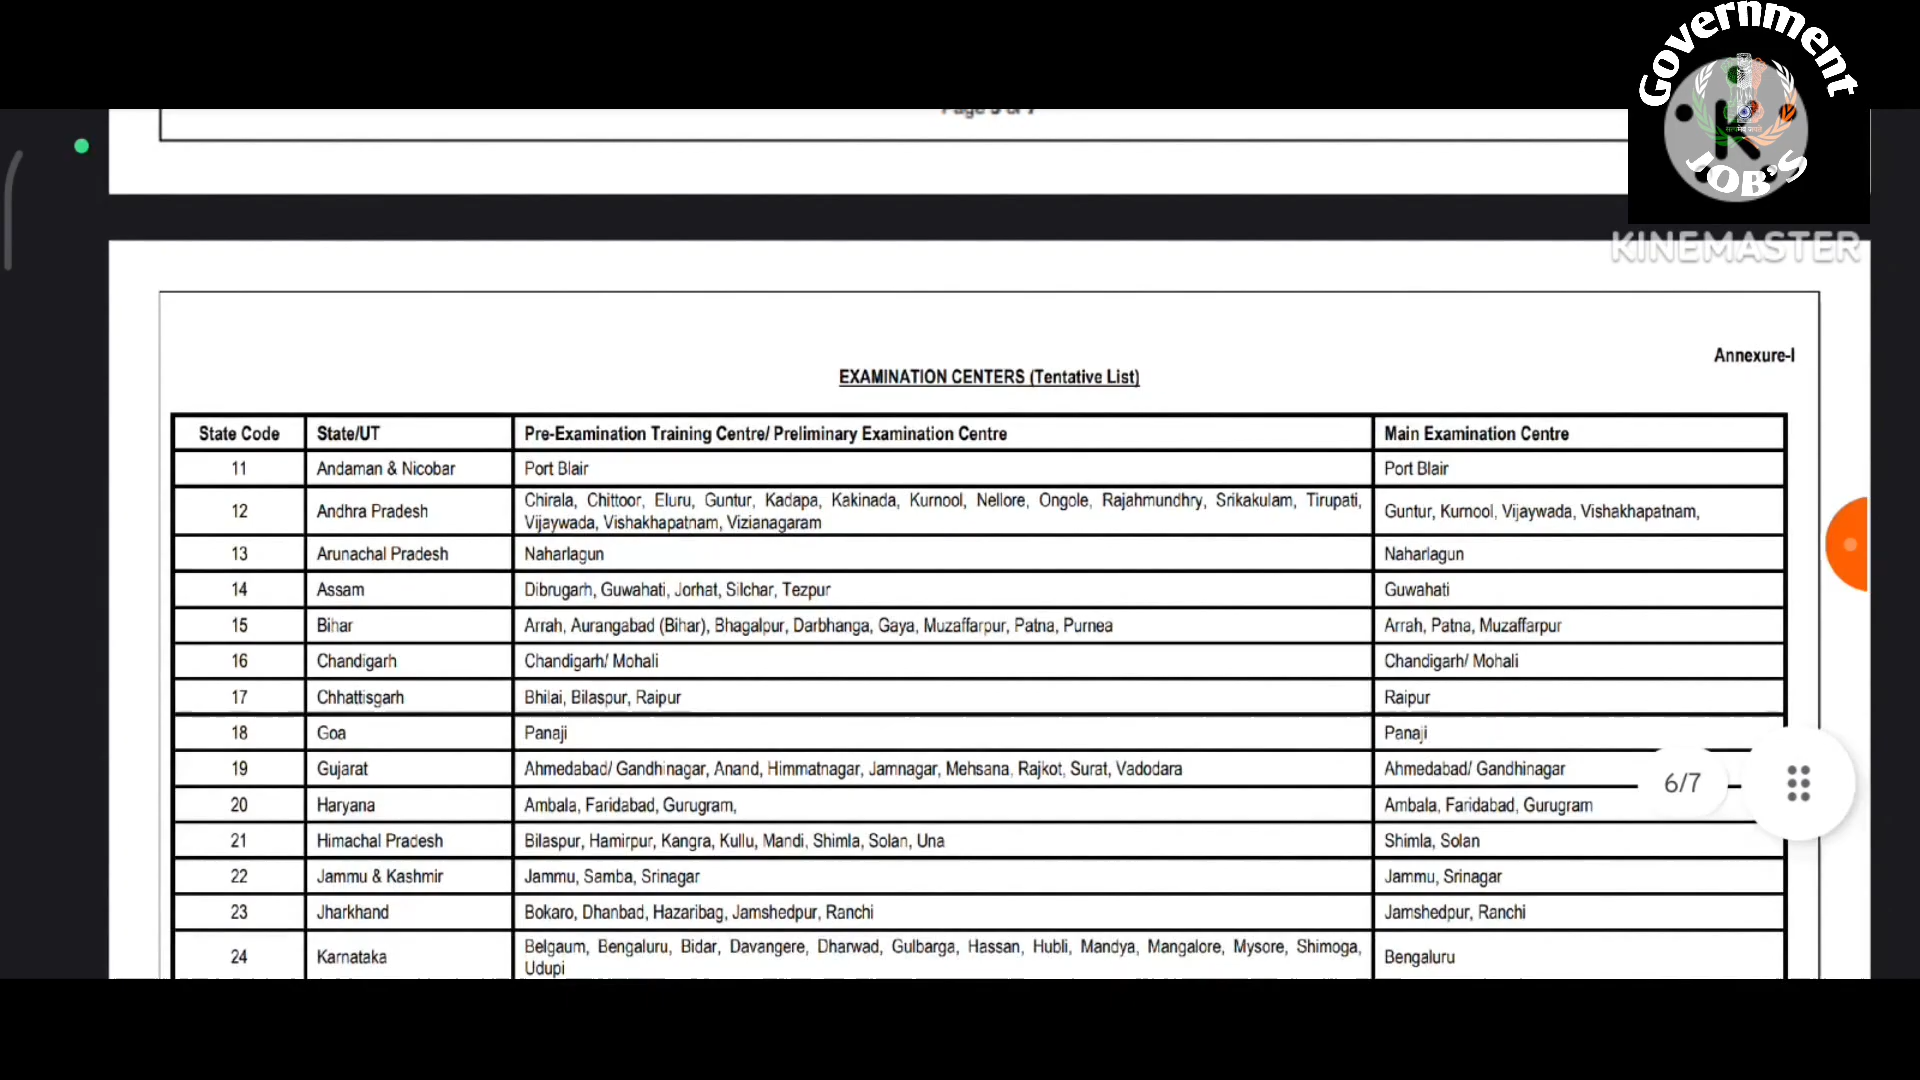 Government
JOB'S
KINEMASTER
Annexure-I
EXAMINATION CENTERS (Tentative List)
State Code State/UT Pre-Examination Training Centre/ Preliminary Examination Centre Main Examination Centre
11 Andaman & Nicobar Port Blair Port Blair
12 Andhra Pradesh Chirala, Chittoor, Eluru, Guntur, Kadapa, Kakinada, Kurnool, Nellore, Ongole, Rajahmundhry, Srikakulam, Tirupati, Guntur, Kurnool, Vijaywada, Vishakhapatnam,
Vijaywada, Vishakhapatnam, Vizianagaram
13 Arunachal Pradesh Naharlagun Naharlagun
14 Assam Dibrugarh, Guwahati, Jorhat, Silchar, Tezpur Guwahati
15 Bihar Arrah, Aurangabad (Bihar), Bhagalpur, Darbhanga, Gaya, Muzaffarpur, Patna, Purnea Arrah, Patna, Muzaffarpur
16 Chandigarh Chandigarh/ Mohali Chandigarh/ Mohali
17 Chhattisgarh Bhilai, Bilaspur, Raipur Raipur
18 Goa Panaji Panaji
19 Gujarat Ahmedabad/ Gandhinagar, Anand, Himmatnagar, Jamnagar, Mehsana, Rajkot, Surat, Vadodara Ahmedabad/ Gandhinagar
6/7
20 Haryana Ambala, Faridabad, Gurugram, Ambala, Faridabad, Gurugram
21 Himachal Pradesh Bilaspur, Hamirpur, Kangra, Kullu, Mandi, Shimla, Solan, Una Shimla, Solan
22 Jammu & Kashmir Jammu, Samba, Srinagar Jammu, Srinagar
23 Jharkhand Bokaro, Dhanbad, Hazaribag, Jamshedpur, Ranchi Jamshedpur, Ranchi
24 Karnataka Belgaum, Bengaluru, Bidar, Davangere, Dharwad, Gulbarga, Hassan, Hubli, Mandya, Mangalore, Mysore, Shimoga, Bengaluru
Udupi